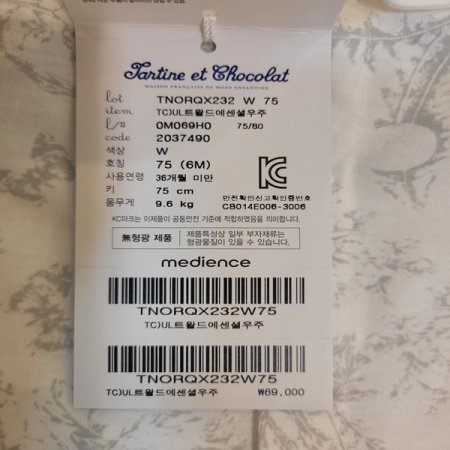 Tartine et Chocolat
MAISON FRANÇAISE DE MODE ENFANTINE
lot TNORQX232 W 75
item TC)UL트왈드에센셜우주
0M069H0 75/80
code 2037490
색상 W
호칭 75 (6M)
사용연령 36개월 미만
키 75 cm
몸무게 9.6 kg
안전확인신고확인증번호
CB014E006-3006
KC마크는 이제품이 공통안전 기준에 적합하였음을 의미합니다.
無형광 제품
제품특성상 일부 부자재류는
형광물질이 있을 수 있습니다.
medience
TNORQX232W75
TC)UL트왈드에센셜우주
TNORQX232W75
TC)UL트왈드에센셜우주 ₩69,000